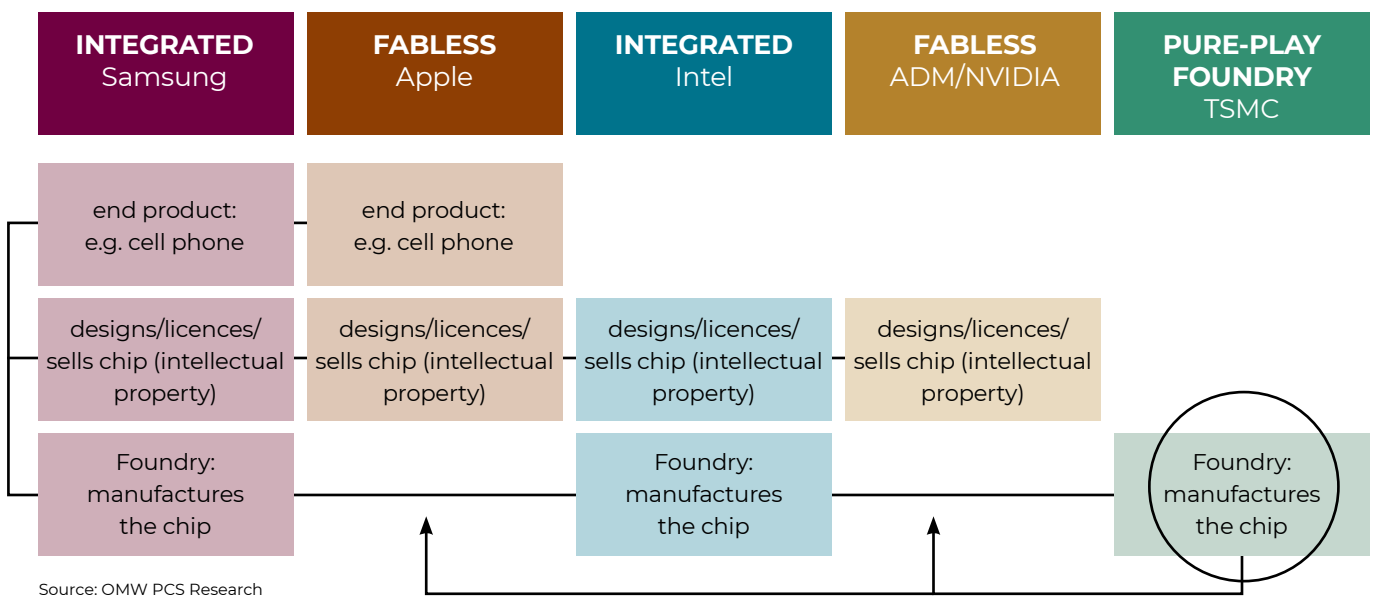 INTEGRATED
Samsung
FABLESS
Apple
INTEGRATED
Intel
FABLESS
ADM/NVIDIA
PURE-PLAY
FOUNDRY
TSMC
end product:
e.g. cell phone
end product:
e.g. cell phone
designs/licences/
sells chip (intellectual
property)
designs/licences/
sells chip (intellectual
property)
designs/licences/
sells chip (intellectual
property)
designs/licences/
sells chip (intellectual
property)
Foundry:
manufactures
the chip
Foundry:
manufactures
the chip
Foundry:
manufactures
the chip
Source: OMW PCS Research